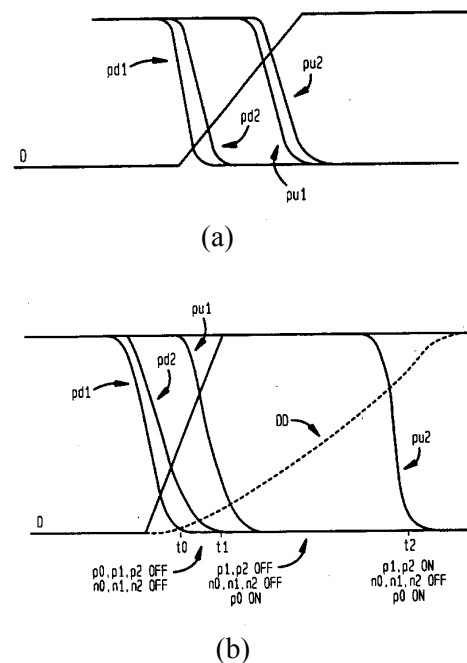 pd1
pu2
pd2
D
pu1
(a)
pu1
pd2
pd1
DD
pu2
D
t0
t1
t2
p0, p1, p2 OFF
n0, n1, n2 OFF
p1, p2 OFF
n0, n1, n2 OFF
p0 ON
p1, p2 ON
n0, n1, n2 OFF
p0 ON
(b)